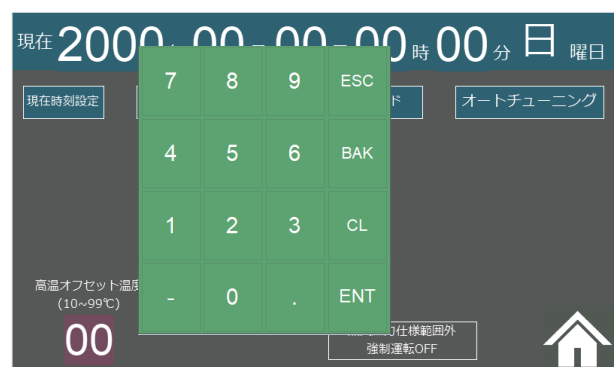 現在 2000 00 00 00 時 00 分 日 曜日
7 8 9 ESC
現在時刻設定 ド オートチューニング
4 5 6 BAK
1 2 3 CL
高温オフセット温度
(10~99℃)
- 0 . ENT
00
仕様範囲外
強制運転OFF